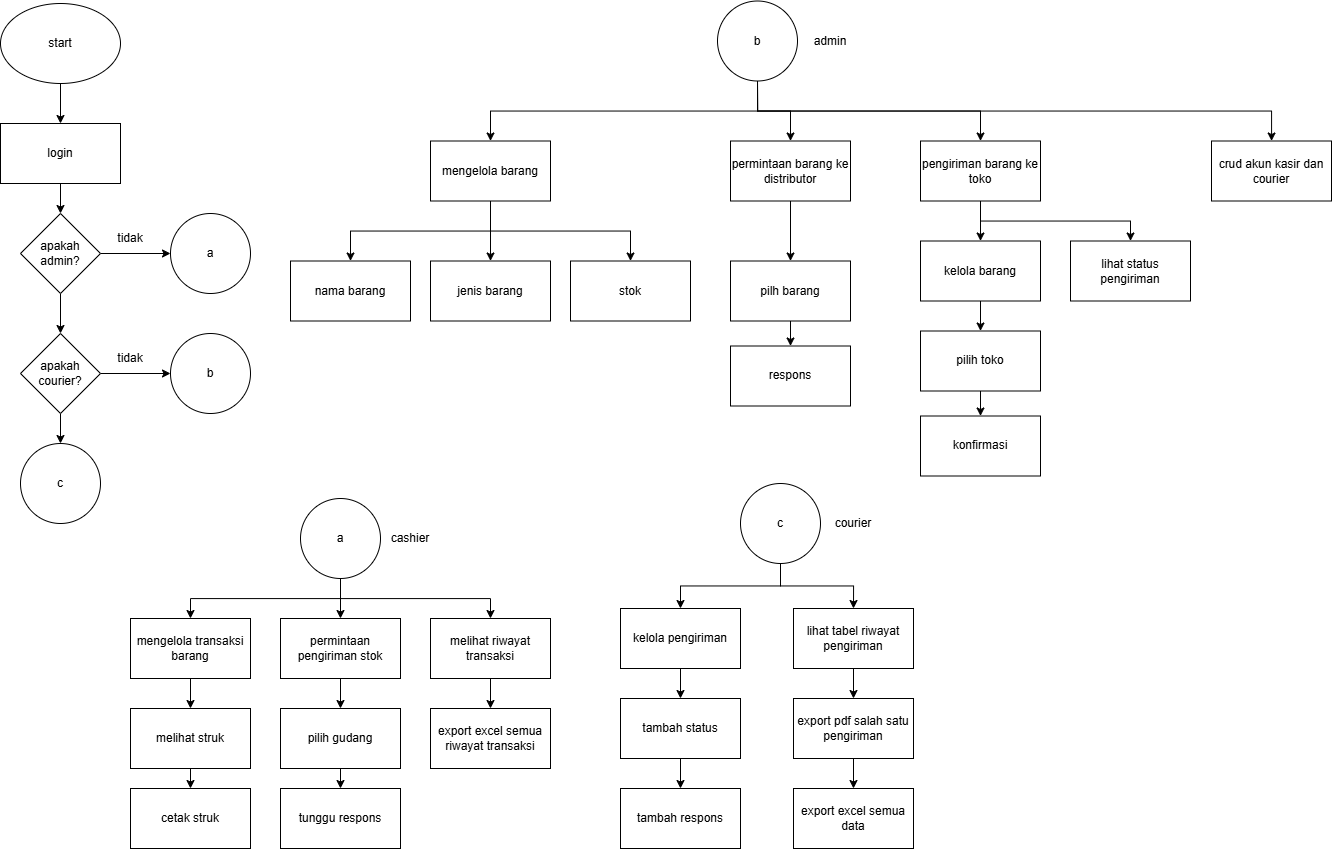 start
login
apakah
admin?
tidak
a
apakah
courier?
tidak
b
c
b
admin
mengelola barang
permintaan barang ke
distributor
pengiriman barang ke
toko
crud akun kasir dan
courier
nama barang
jenis barang
stok
pilh barang
kelola barang
lihat status
pengiriman
respons
pilih toko
konfirmasi
a
cashier
mengelola transaksi
barang
permintaan
pengiriman stok
melihat riwayat
transaksi
melihat struk
pilih gudang
export excel semua
riwayat transaksi
cetak struk
tunggu respons
c
courier
kelola pengiriman
lihat tabel riwayat
pengiriman
tambah status
export pdf salah satu
pengiriman
tambah respons
export excel semua
data